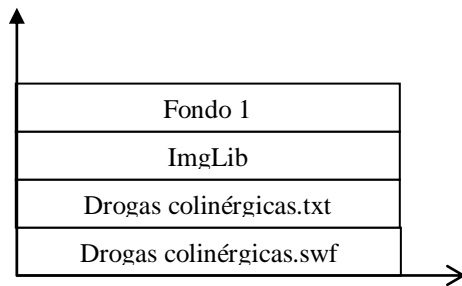 Fondo 1
ImgLib
Drogas colinérgicas.txt
Drogas colinérgicas.swf